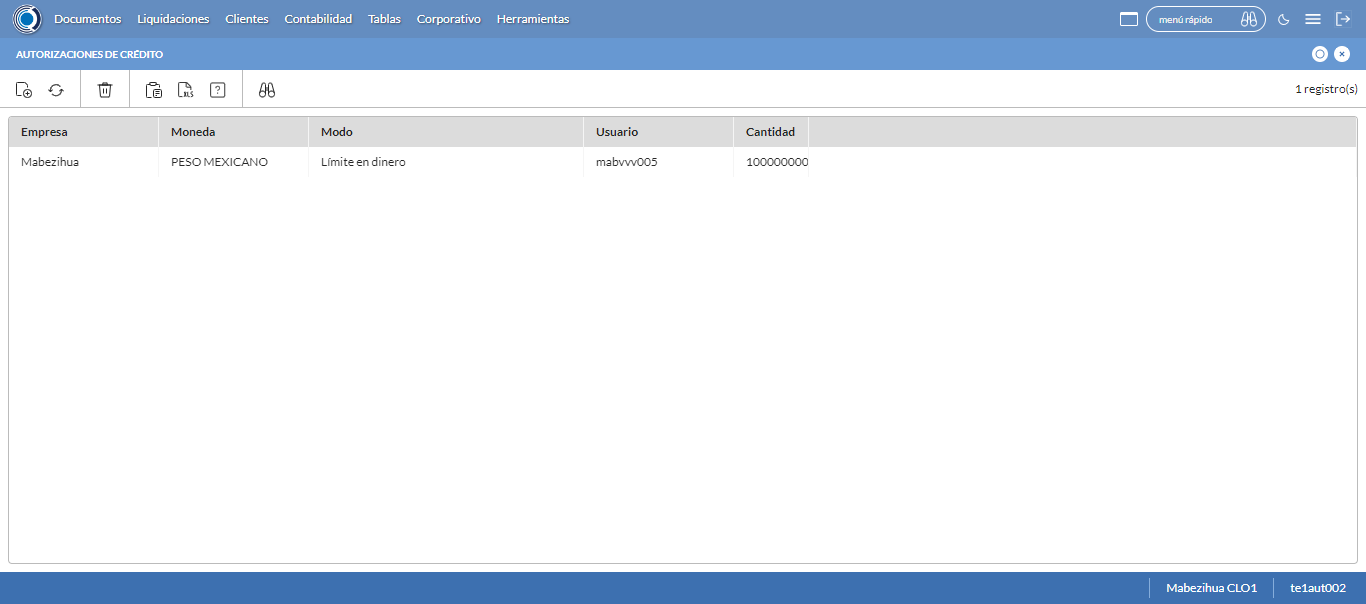 Documentos Liquidaciones Clientes Contabilidad Tablas Corporativo Herramientas menú rápido
AUTORIZACIONES DE CRÉDITO
XLS ? 1 registro(s)
Empresa Moneda Modo Usuario Cantidad
Mabezihua PESO MEXICANO Límite en dinero mabvvv005 100000000
Mabezihua CLO1 te1aut002